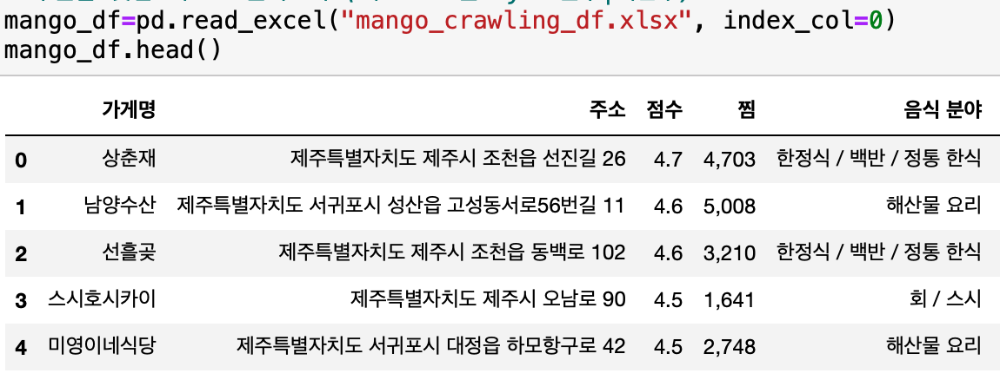 mango_df=pd.read_excel("mango_crawling_df.xlsx", index_col=0)
mango_df.head()
가게명 주소 점수 찜 음식 분야
0 상춘재 제주특별자치도 제주시 조천읍 선진길 26 4.7 4,703 한정식 / 백반 / 정통 한식
1 남양수산 제주특별자치도 서귀포시 성산읍 고성동서로56번길 11 4.6 5,008 해산물 요리
2 선흘곶 제주특별자치도 제주시 조천읍 동백로 102 4.6 3,210 한정식 / 백반 / 정통 한식
3 스시호시카이 제주특별자치도 제주시 오남로 90 4.5 1,641 회 / 스시
4 미영이네식당 제주특별자치도 서귀포시 대정읍 하모항구로 42 4.5 2,748 해산물 요리